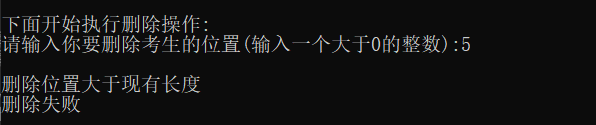 下面开始执行删除操作:
请输入你要删除考生的位置(输入一个大于0的整数):5
删除位置大于现有长度
删除失败